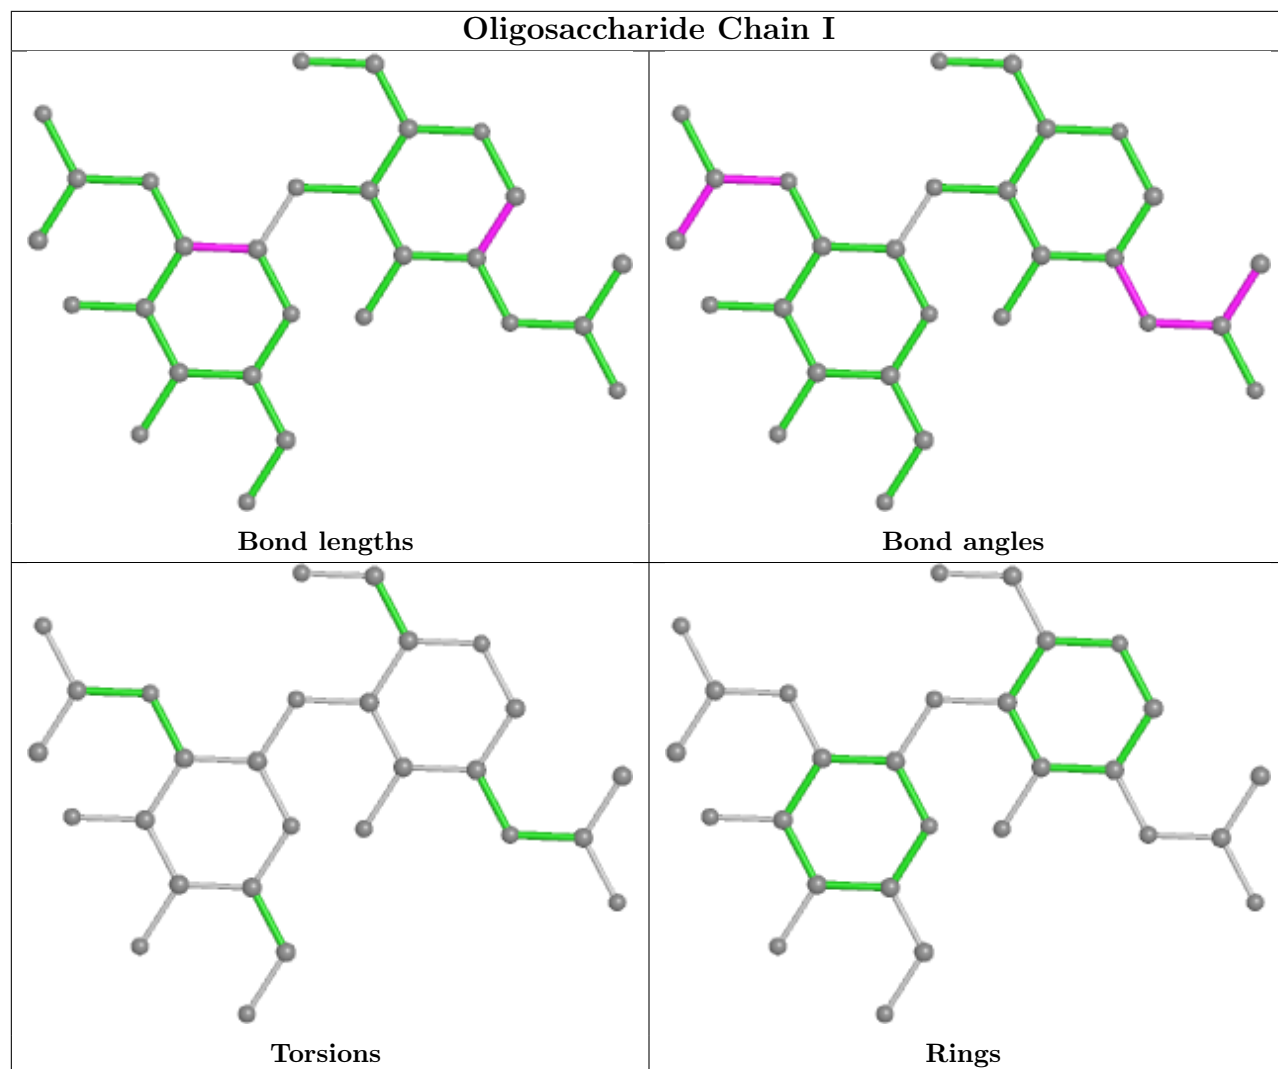 Oligosaccharide Chain I
Bond lengths
Bond angles
Torsions
Rings